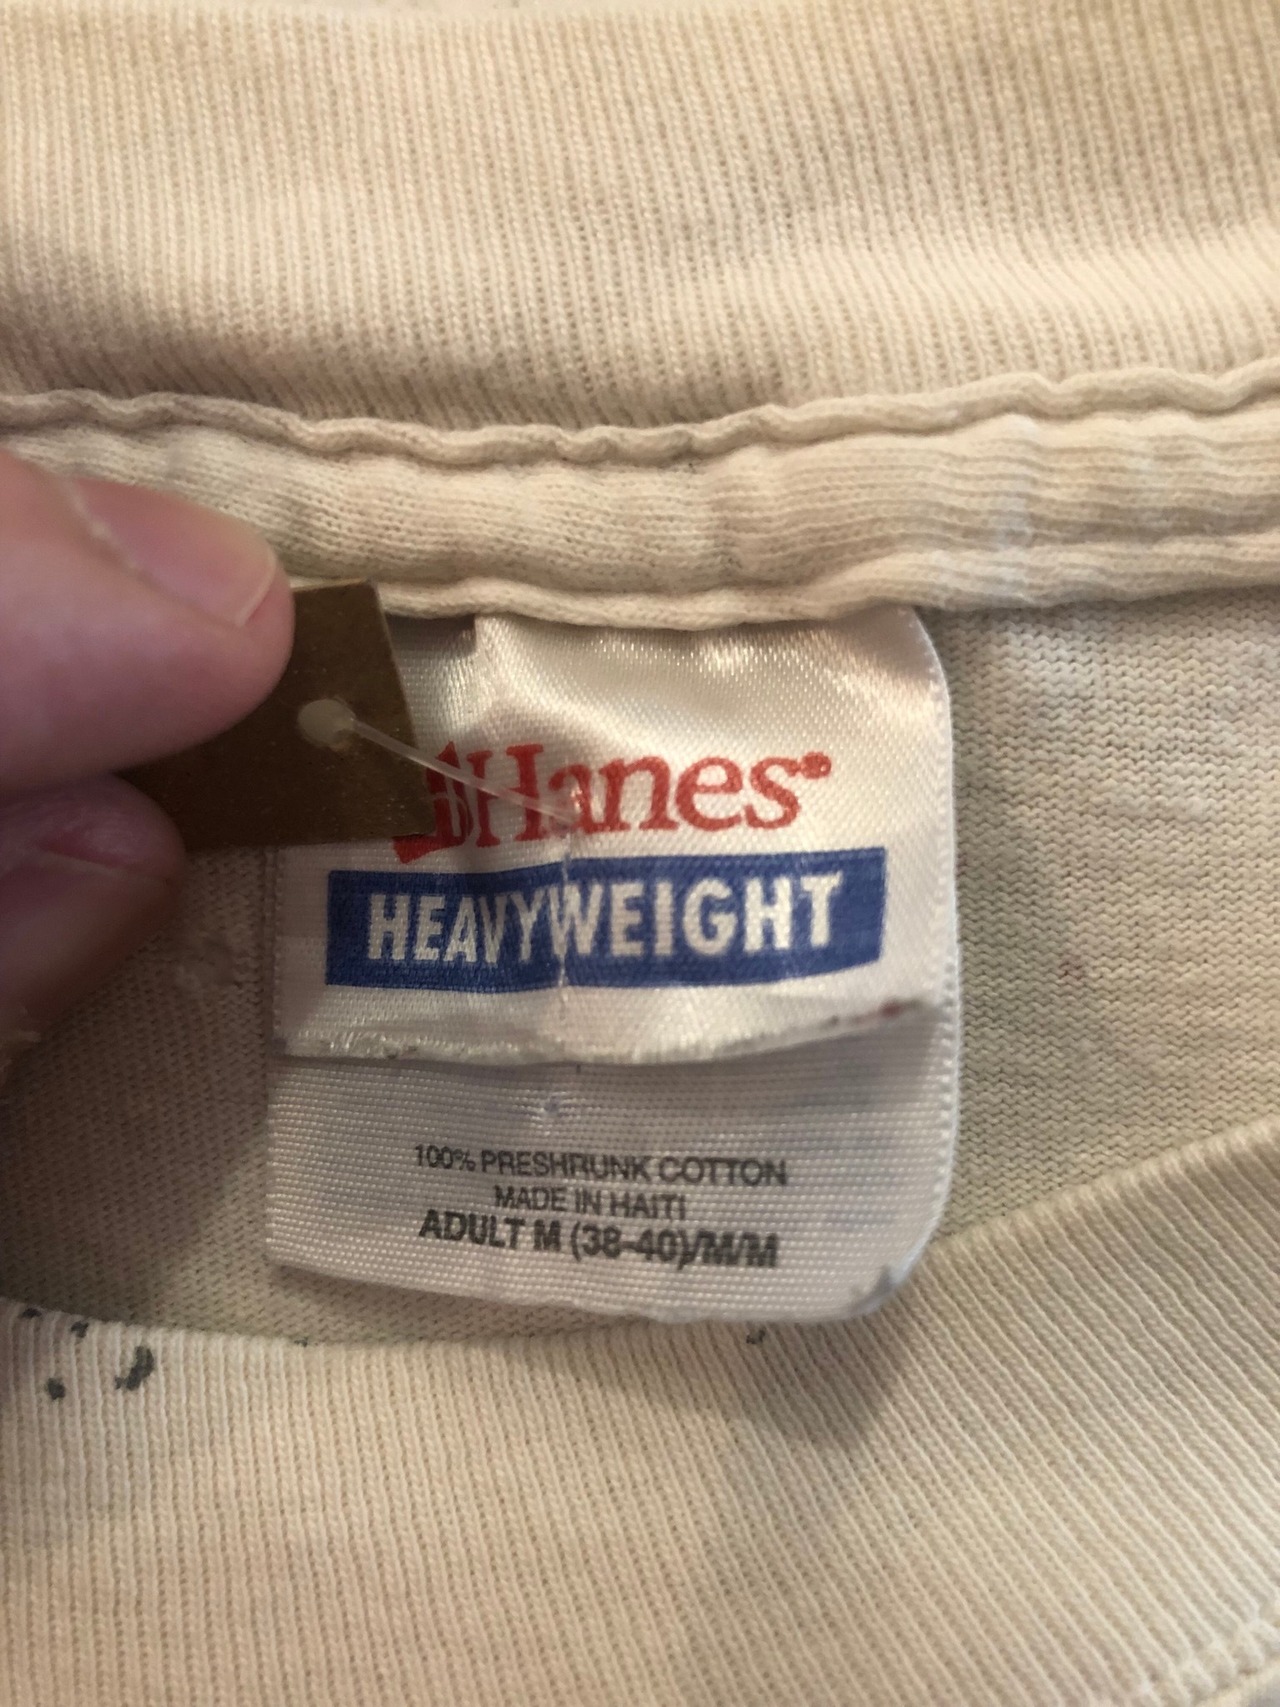 Hanes
HEAVYWEIGHT
100% PRESHRUNK COTTON
MADE IN HAITI
ADULT M (38-40)/M/M